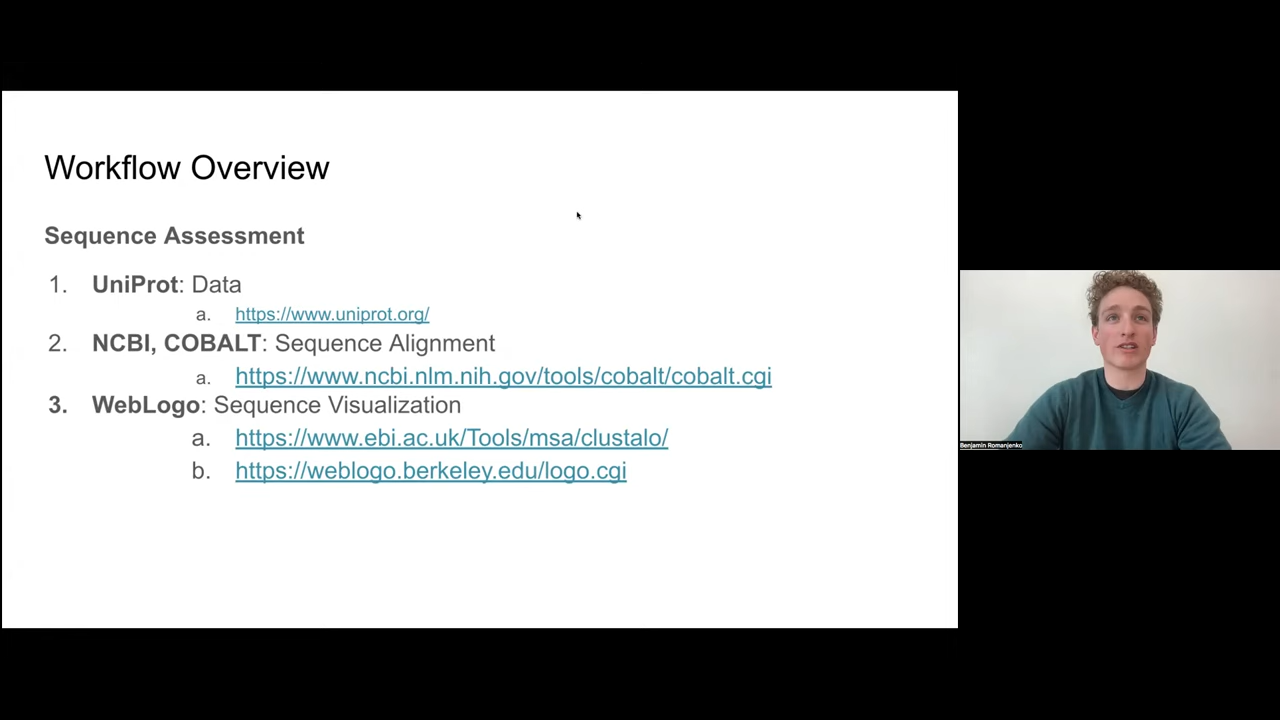 Workflow Overview
Sequence Assessment
1. UniProt: Data
a. https://www.uniprot.org/
2. NCBI, COBALT: Sequence Alignment
a. https://www.ncbi.nlm.nih.gov/tools/cobalt/cobalt.cgi
3. WebLogo: Sequence Visualization
a. https://www.ebi.ac.uk/Tools/msa/clustalo/
b. https://weblogo.berkeley.edu/logo.cgi
Benjamin Romanjenko